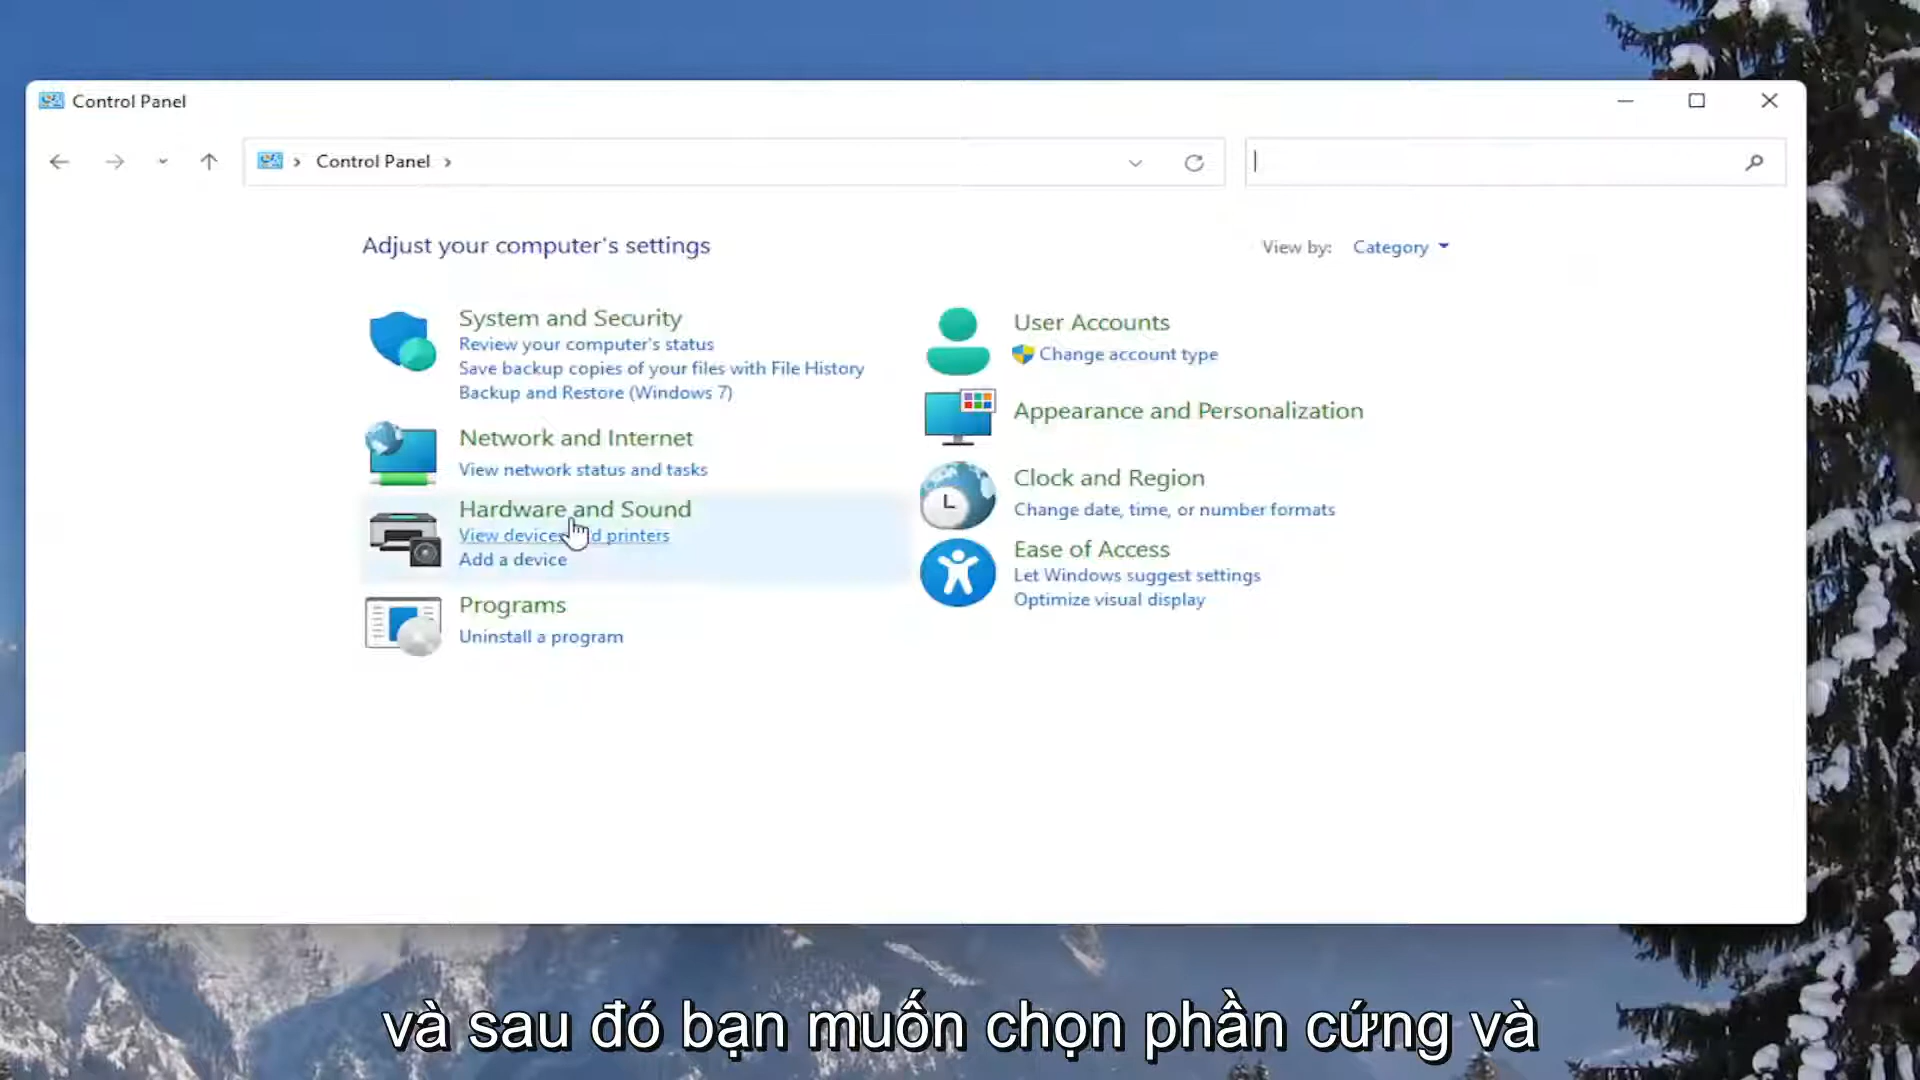 Control Panel
Control Panel
Adjust your computer's settings
View by: Category
System and Security
Review your computer's status
Save backup copies of your files with File History
Backup and Restore (Windows 7)
Network and Internet
View network status and tasks
Hardware and Sound
View devices and printers
Add a device
Programs
Uninstall a program
User Accounts
Change account type
Appearance and Personalization
Clock and Region
Change date, time, or number formats
Ease of Access
Let Windows suggest settings
Optimize visual display
và sau đó bạn muốn chọn phần cứng và